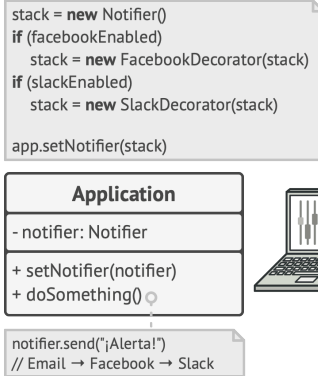 stack = new Notifier()
if (facebookEnabled)
stack = new FacebookDecorator(stack)
if (slackEnabled)
stack = new SlackDecorator(stack)
app.setNotifier(stack)
Application
- notifier: Notifier
+ setNotifier(notifier)
+ doSomething()
notifier.send("¡Alerta!")
// Email → Facebook → Slack